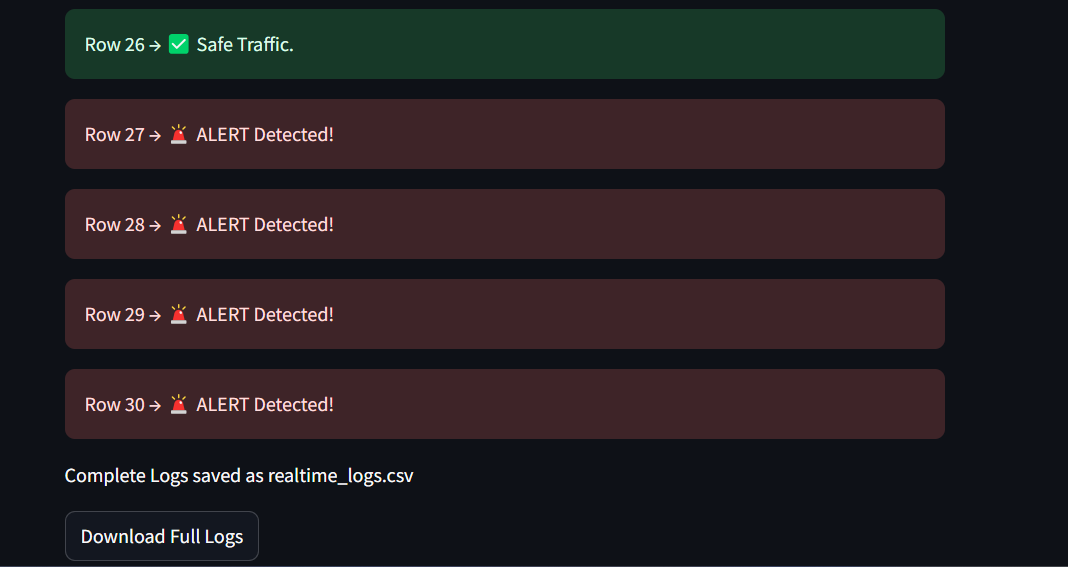 Row 26 → ✅ Safe Traffic.
Row 27 → 🚨 ALERT Detected!
Row 28 → 🚨 ALERT Detected!
Row 29 → 🚨 ALERT Detected!
Row 30 → 🚨 ALERT Detected!
Complete Logs saved as realtime_logs.csv
Download Full Logs